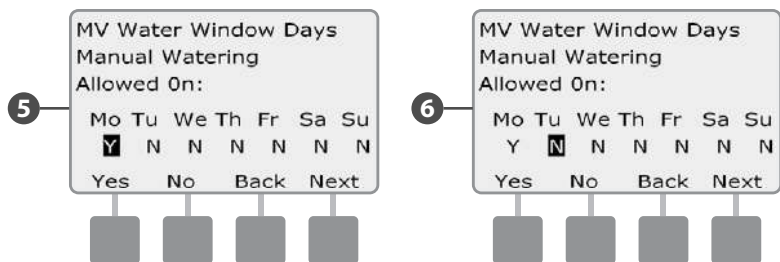 MV Water Window Days
Manual Watering
Allowed 0n:
5
Mo Tu We Th Fr Sa Su
Y N N N N N N
Yes No Back Next
MV Water Window Days
Manual Watering
Allowed 0n:
6
Mo Tu We Th Fr Sa Su
Y N N N N N N
Yes No Back Next